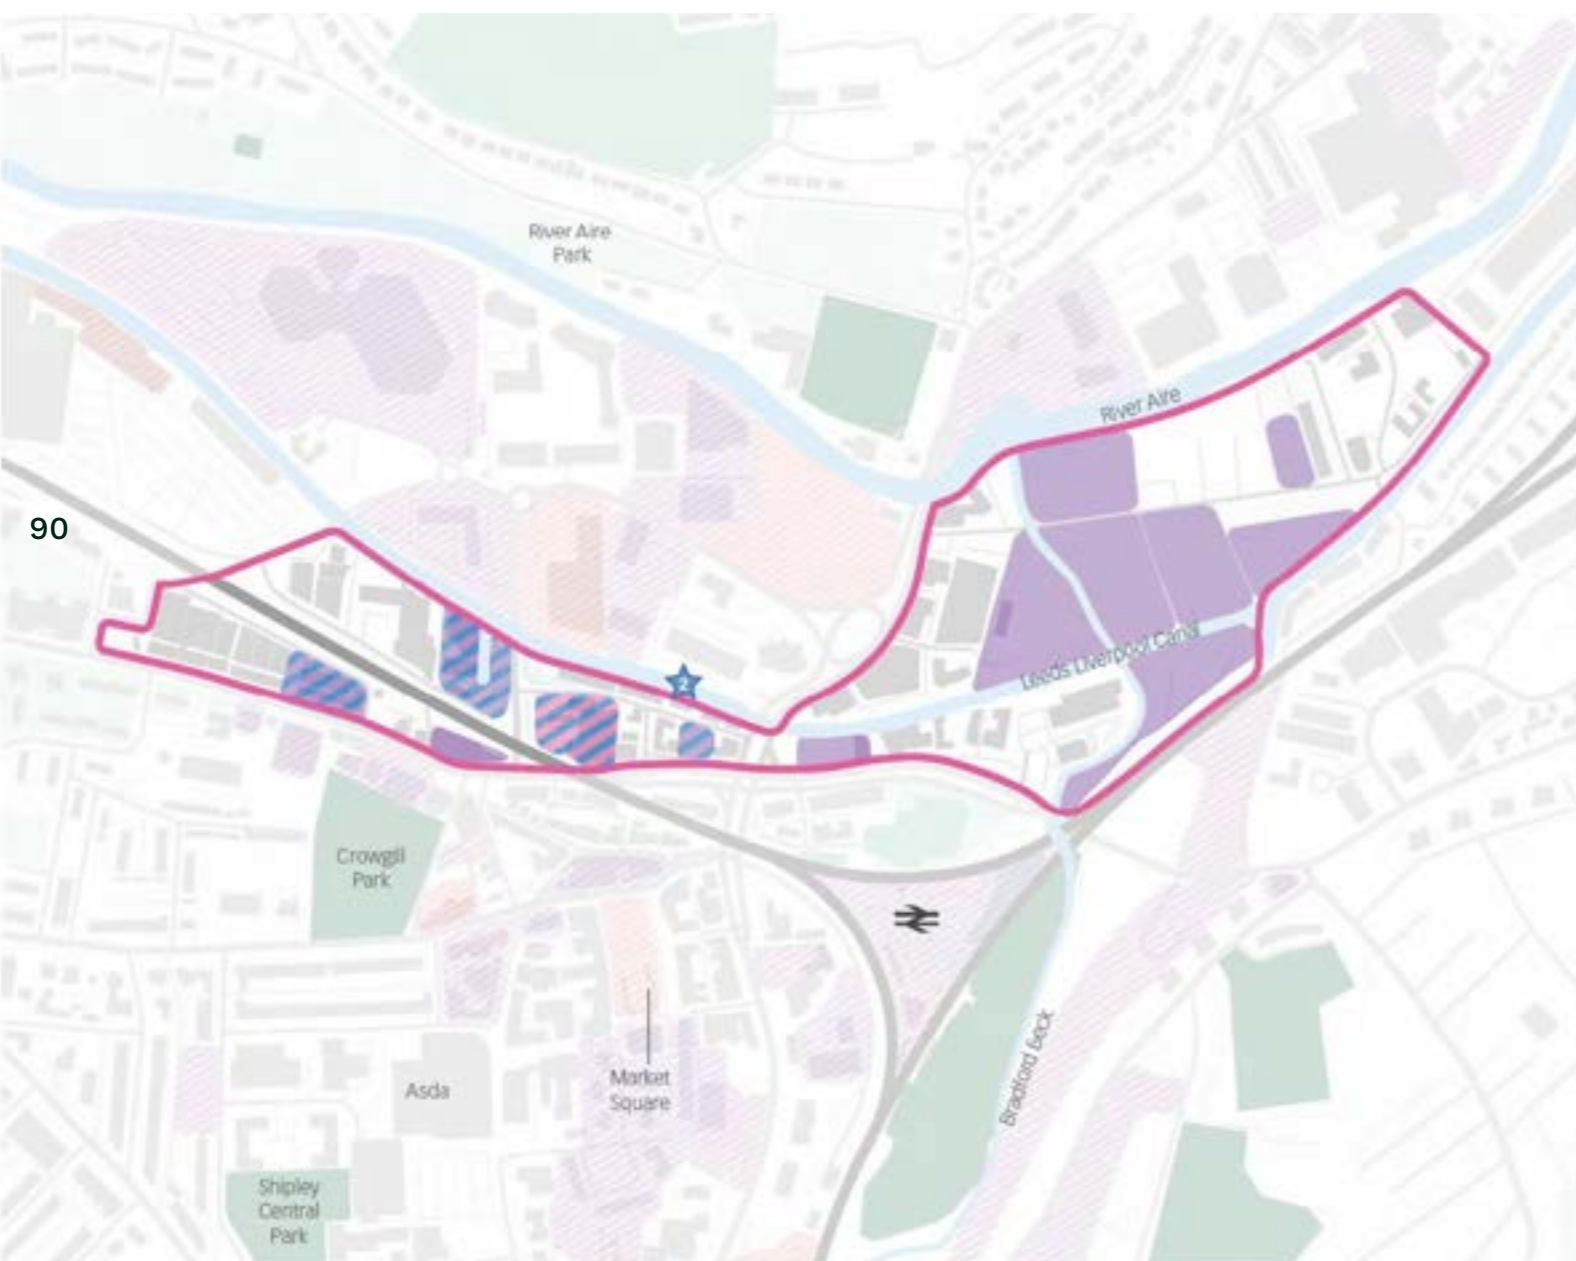 River Aire
Park
River Aire
90
Leeds Liverpool Canal
2
Crowgill
Park
Bradford Beck
Asda
Market
Square
Shipley
Central
Park